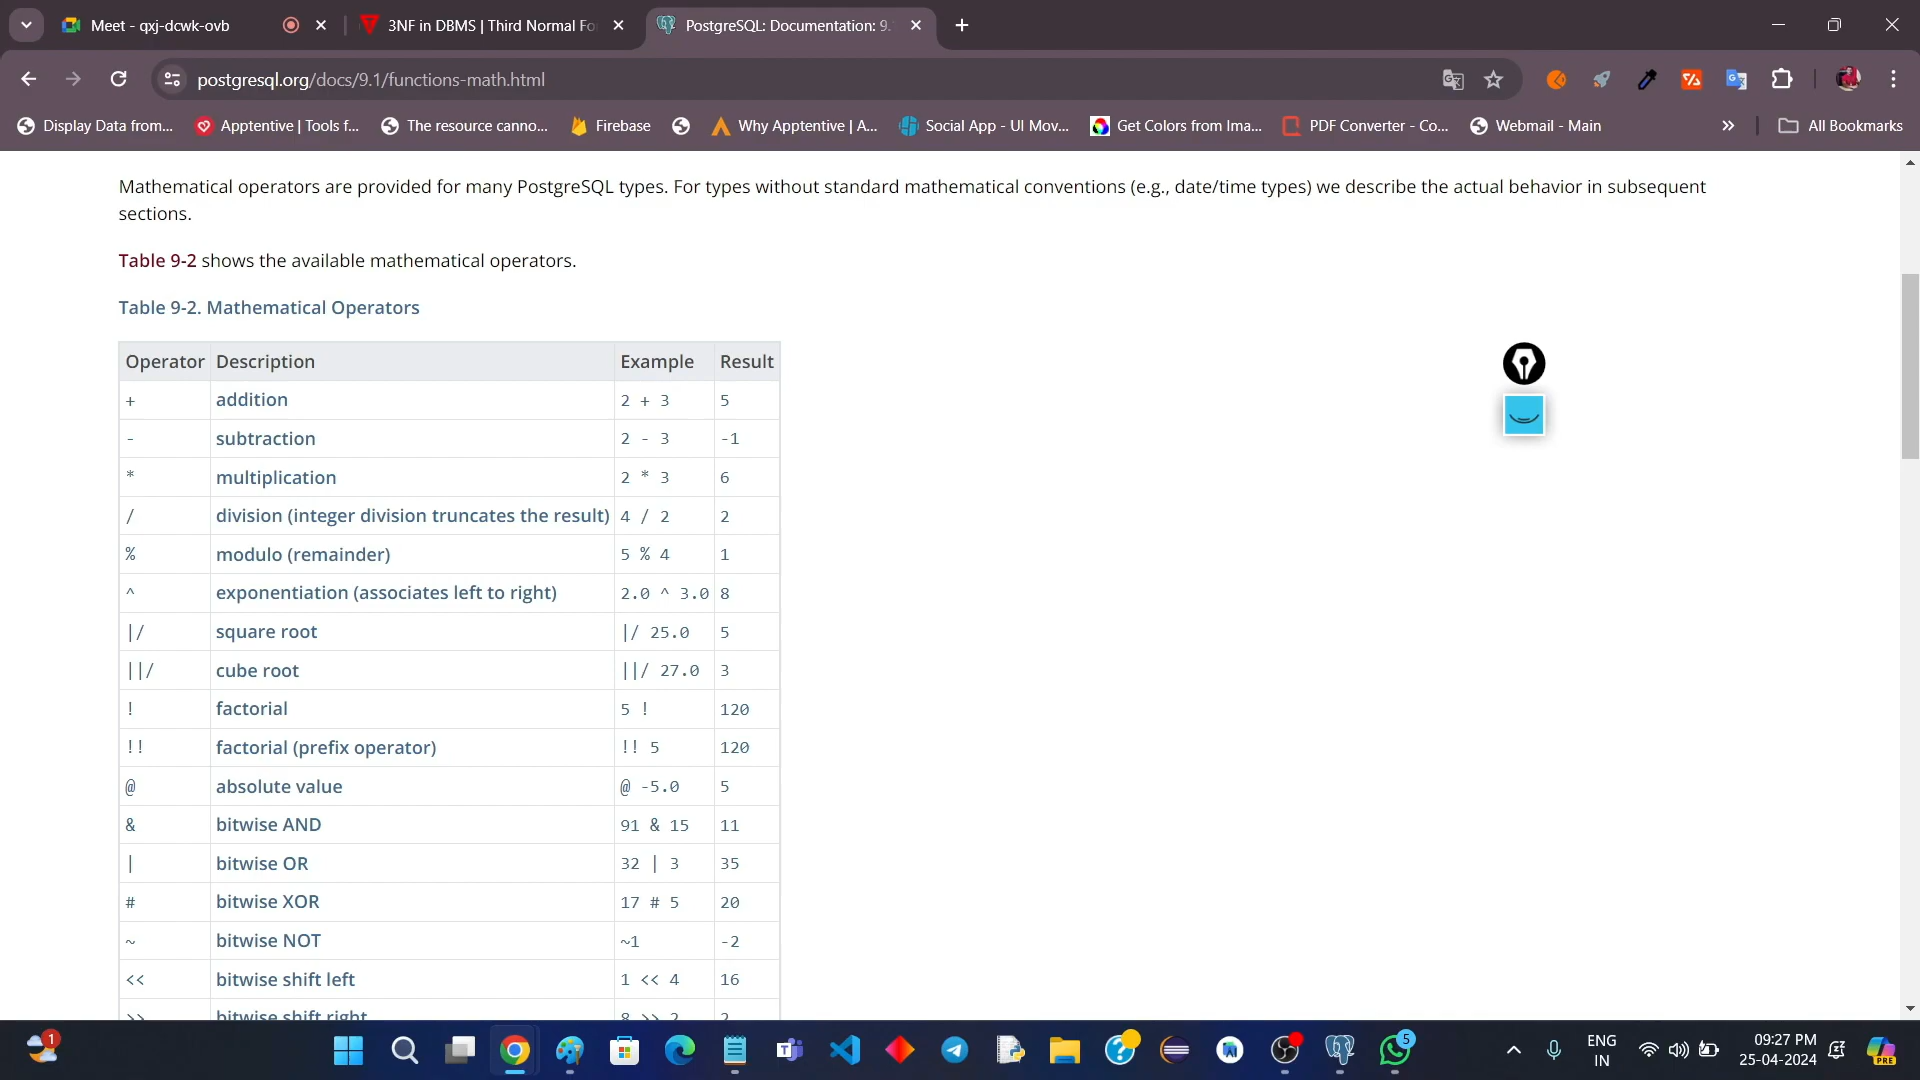 Meet - qxj-dcwk-ovb
3NF in DBMS | Third Normal Fo
PostgreSQL: Documentation: 9.
postgresql.org/docs/9.1/functions-math.html
Display Data from...
Apptentive | Tools f...
The resource canno...
Firebase
Why Apptentive | A...
Social App - UI Mov...
Get Colors from Ima...
PDF Converter - Co...
Webmail - Main
All Bookmarks
Mathematical operators are provided for many PostgreSQL types. For types without standard mathematical conventions (e.g., date/time types) we describe the actual behavior in subsequent
sections.
Table 9-2 shows the available mathematical operators.
Table 9-2. Mathematical Operators
Operator Description Example Result
+ addition 2 + 3 5
- subtraction 2 - 3 -1
* multiplication 2 * 3 6
/ division (integer division truncates the result) 4 / 2 2
% modulo (remainder) 5 % 4 1
^ exponentiation (associates left to right) 2.0 ^ 3.0 8
|/ square root |/ 25.0 5
||/ cube root ||/ 27.0 3
! factorial 5 ! 120
!! factorial (prefix operator) !! 5 120
@ absolute value @ -5.0 5
& bitwise AND 91 & 15 11
| bitwise OR 32 | 3 35
# bitwise XOR 17 # 5 20
~ bitwise NOT ~1 -2
<< bitwise shift left 1 << 4 16
>> bitwise shift right 8 >> 2 2
1
5
ENG
IN
09:27 PM
25-04-2024
PRE